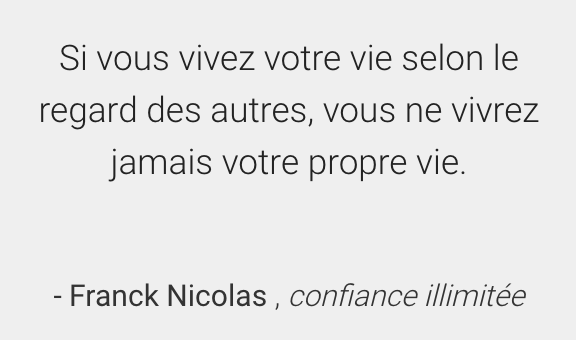 Si vous vivez votre vie selon le
regard des autres, vous ne vivrez
jamais votre propre vie.
- Franck Nicolas , confiance illimitée